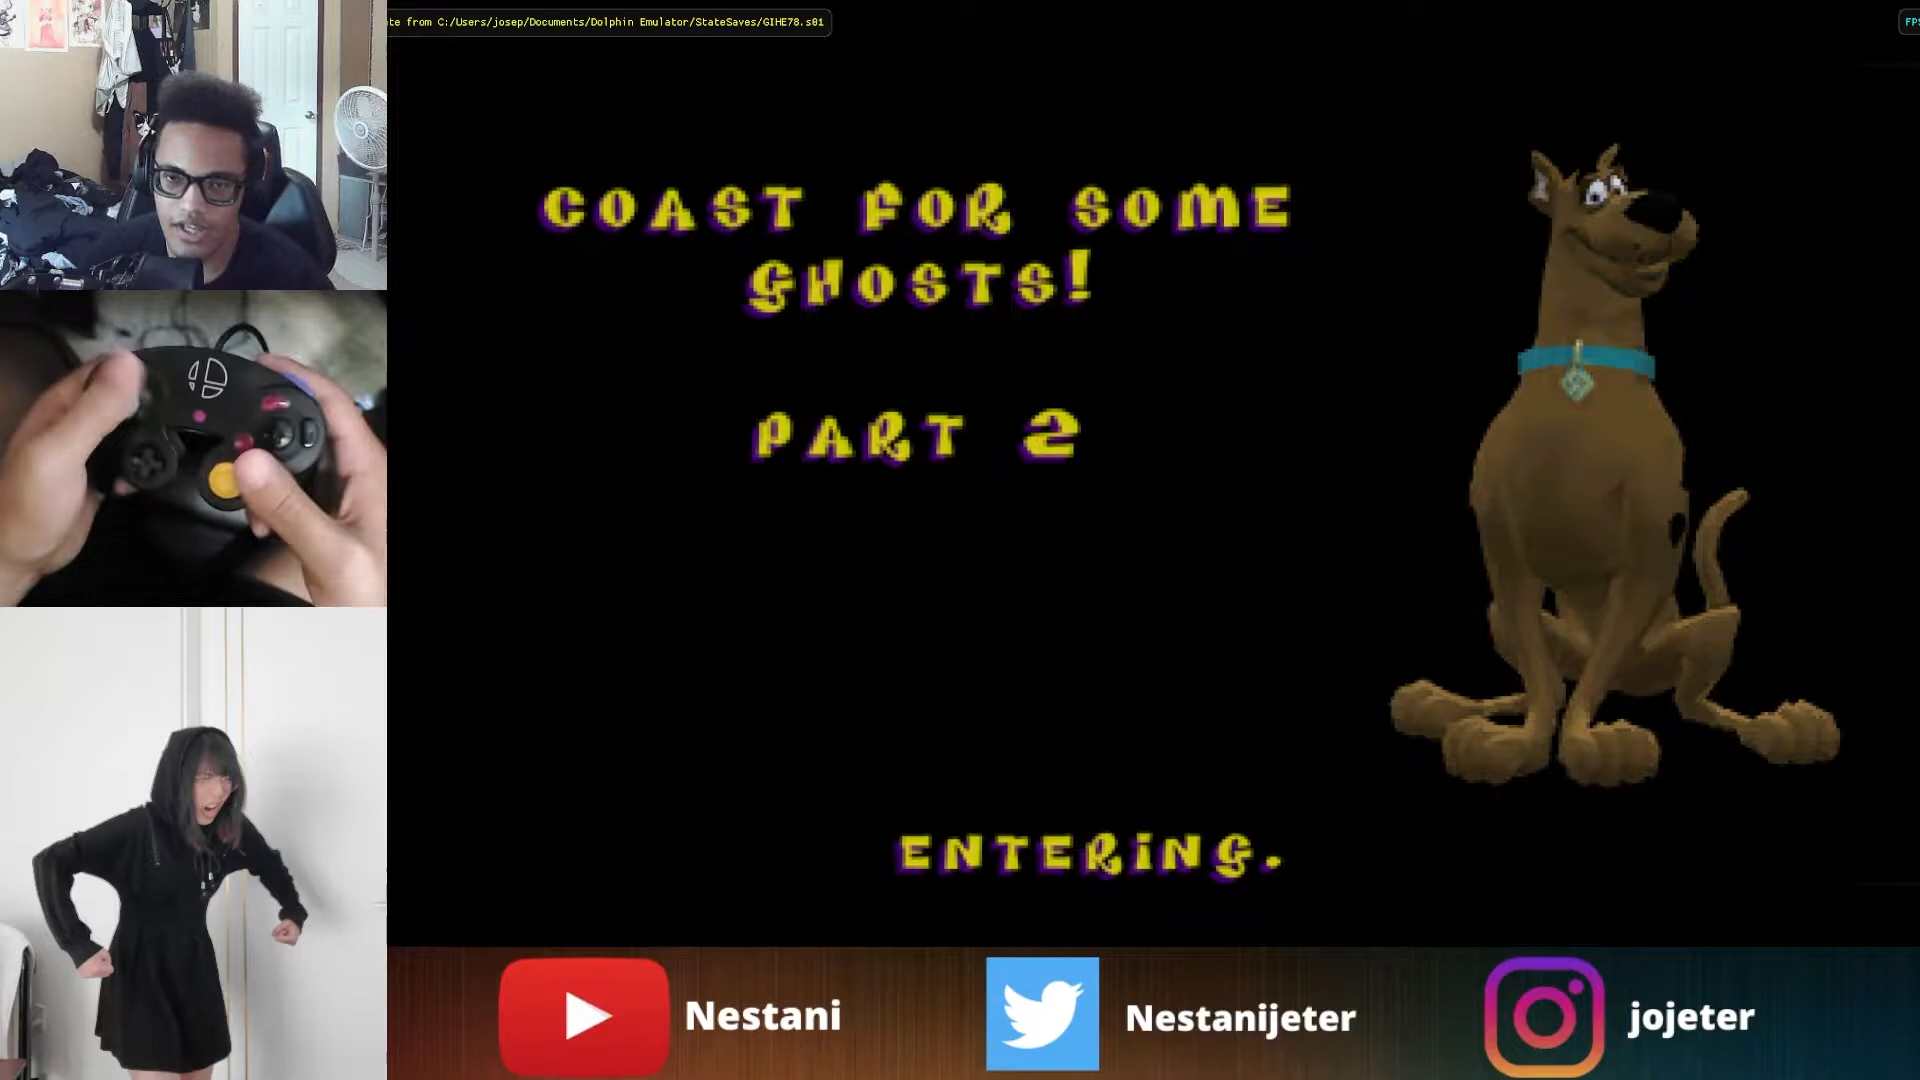 te from C:/Users/josep/Documents/Dolphin Emulator/StateSaves/GIHE78.s01
FPS
COAST FOR SOME
GHOSTS!
PART 2
ENTERING.
Nestani
Nestanijeter
jojeter